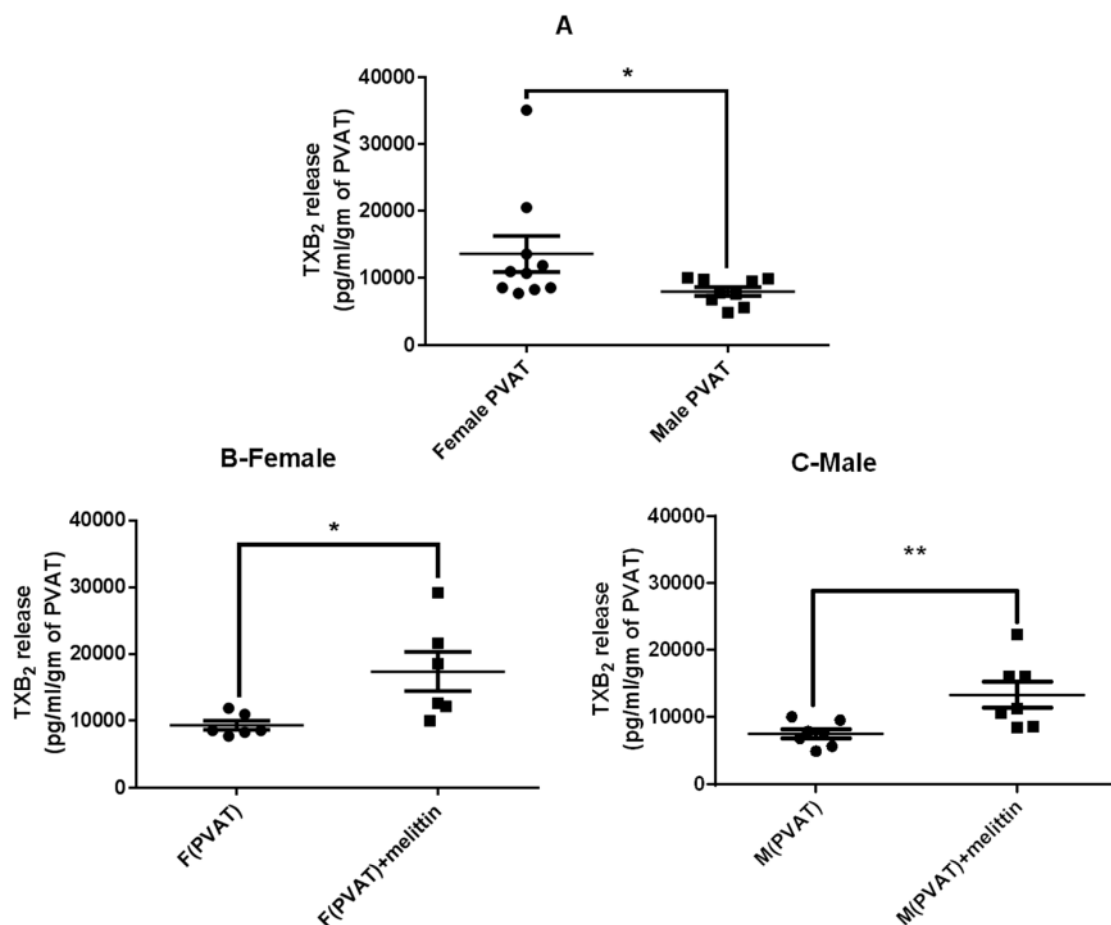 A
*
40000
30000
20000
10000
0
TXB₂ release
(pg/ml/gm of PVAT)
Female PVAT
Male PVAT
B-Female
*
40000
30000
20000
10000
0
TXB₂ release
(pg/ml/gm of PVAT)
F(PVAT)
F(PVAT)+melittin
C-Male
**
40000
30000
20000
10000
0
TXB₂ release
(pg/ml/gm of PVAT)
M(PVAT)
M(PVAT)+melittin